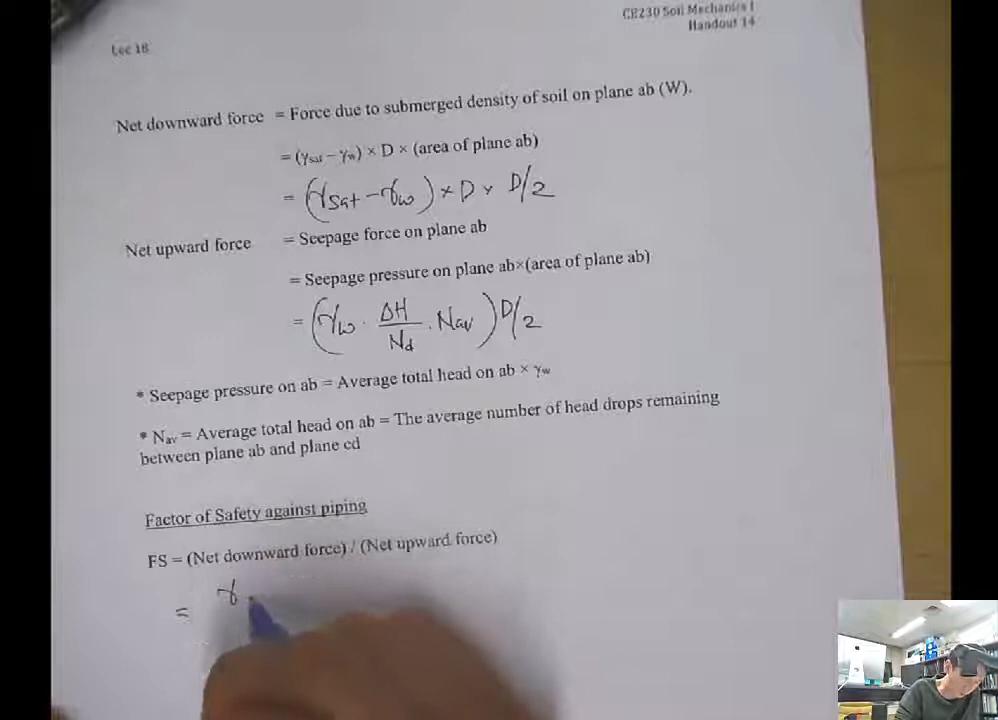 CE230 Soil Mechanics I
Handout 14
Lec 18
Net downward force = Force due to submerged density of soil on plane ab (W).
= (γsat – γw) × D × (area of plane ab)
= (γsat - γw) × D × D/2
Net upward force = Seepage force on plane ab
= Seepage pressure on plane ab×(area of plane ab)
= (γw · ΔH/Nd · Nav) D/2
* Seepage pressure on ab = Average total head on ab × γw
* Nav = Average total head on ab = The average number of head drops remaining
between plane ab and plane cd
Factor of Safety against piping
FS = (Net downward force) / (Net upward force)
= γ